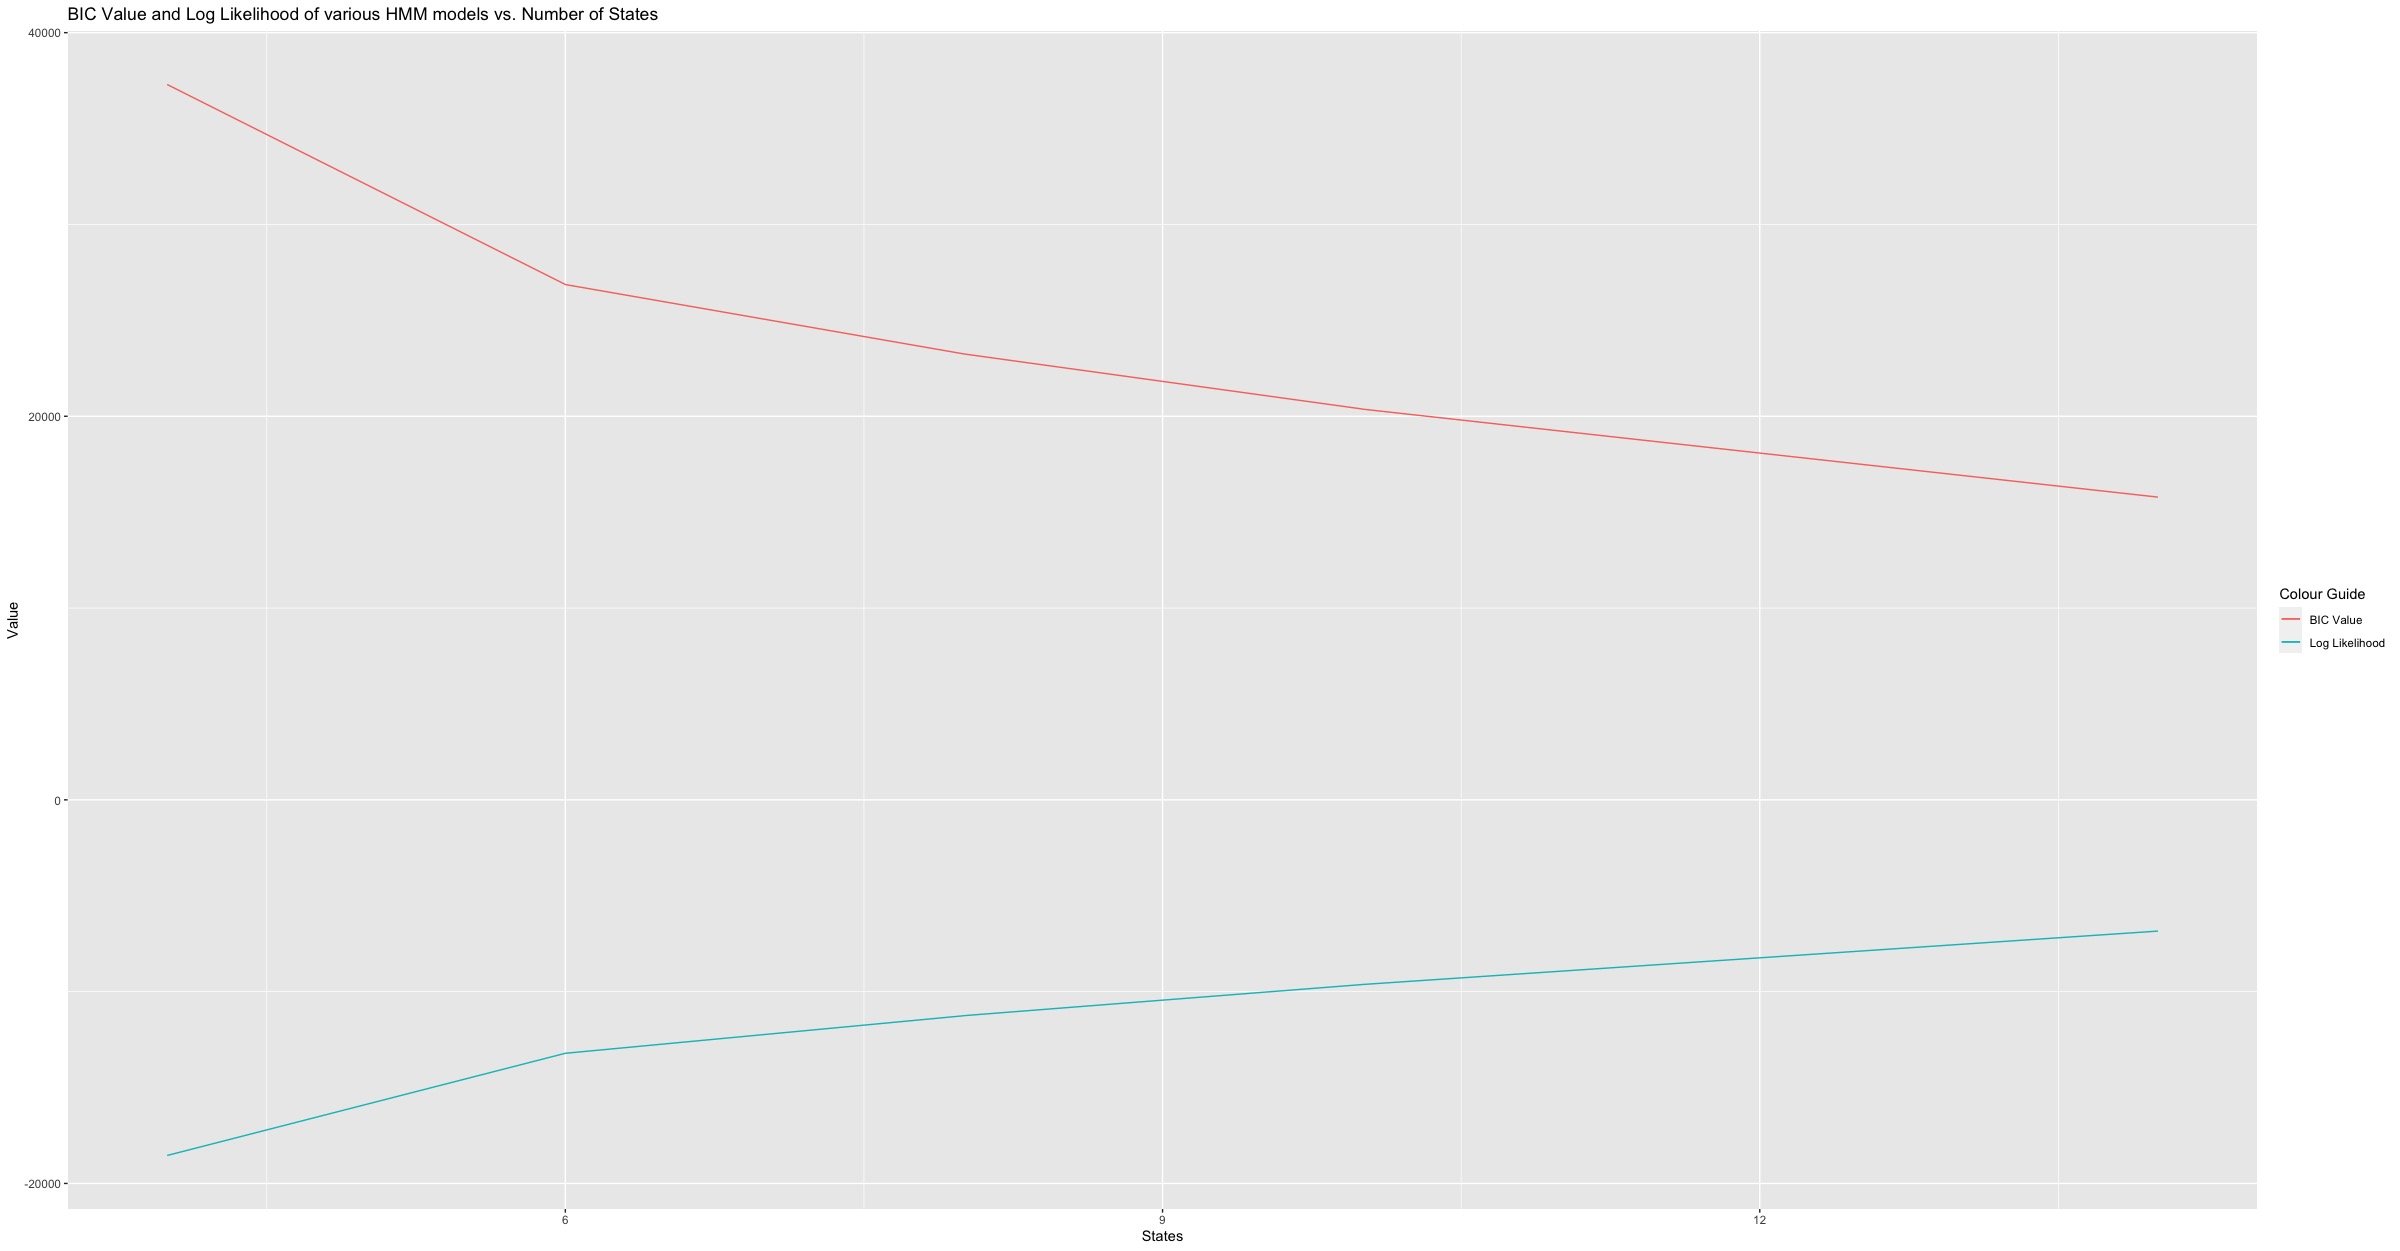 BIC Value and Log Likelihood of various HMM models vs. Number of States
40000
20000
0
-20000
Value
6
9
12
States
Colour Guide
BIC Value
Log Likelihood